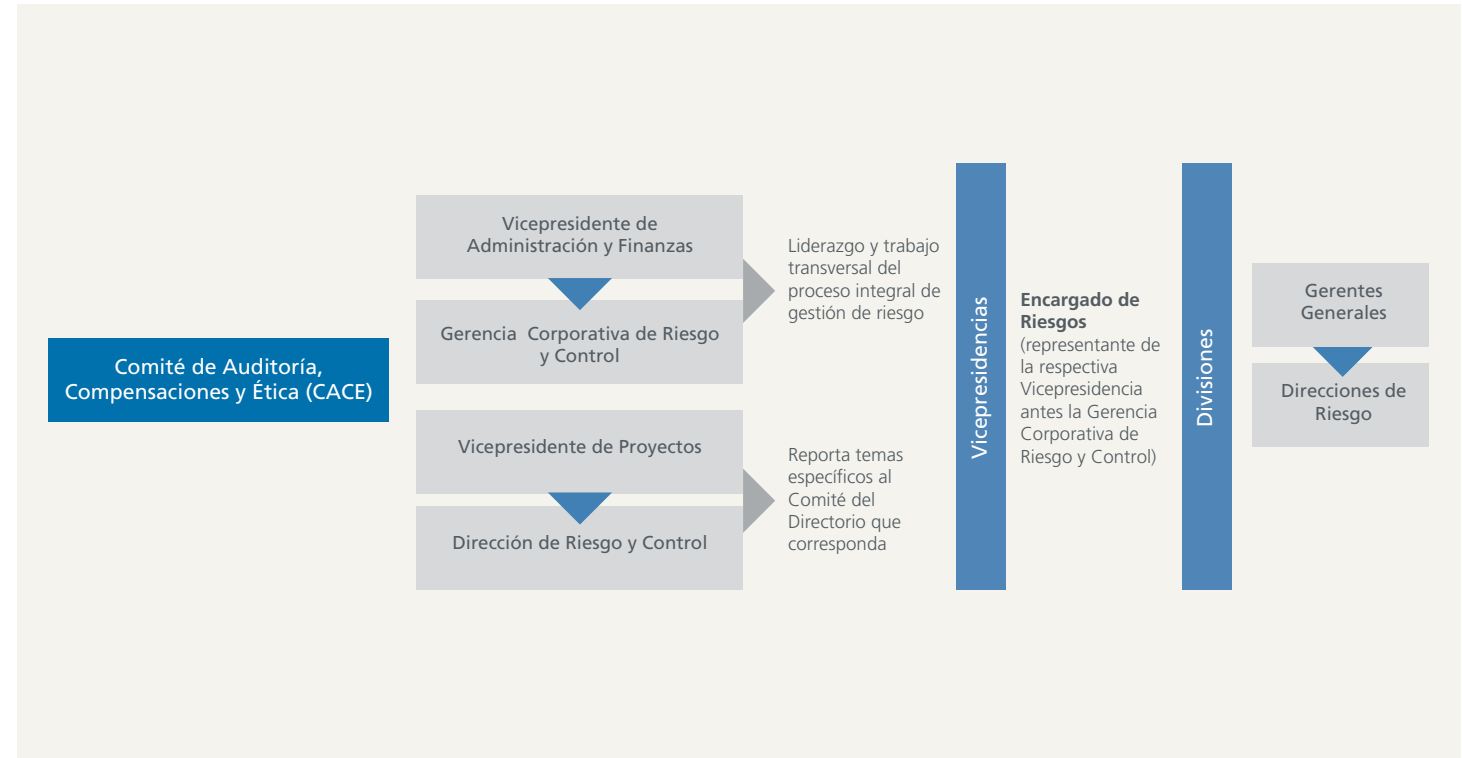 Comité de Auditoría,
Compensaciones y Ética (CACE)
Vicepresidente de
Administración y Finanzas
Gerencia Corporativa de Riesgo
y Control
Liderazgo y trabajo
transversal del
proceso integral de
gestión de riesgo
Vicepresidente de Proyectos
Dirección de Riesgo y Control
Reporta temas
específicos al
Comité del
Directorio que
corresponda
Vicepresidencias
Encargado de
Riesgos
(representante de
la respectiva
Vicepresidencia
antes la Gerencia
Corporativa de
Riesgo y Control)
Divisiones
Gerentes
Generales
Direcciones de
Riesgo